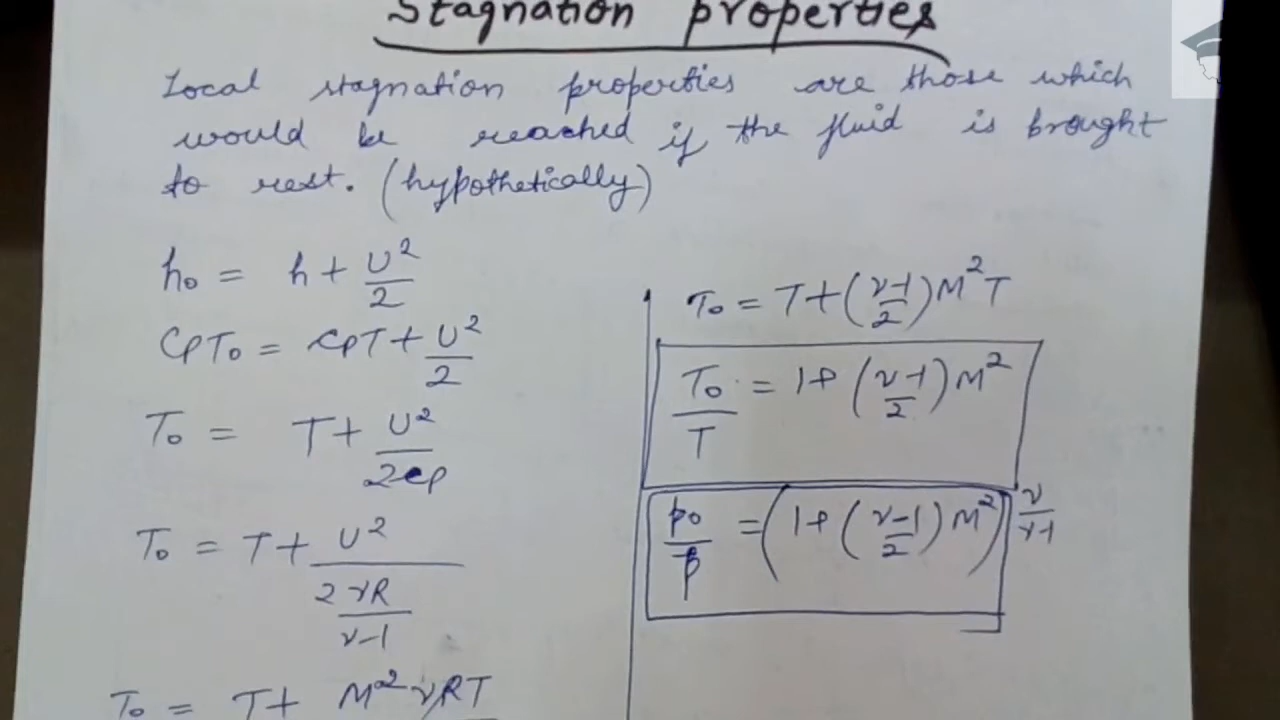 Stagnation properties
Local stagnation properties are those which
would be reached if the fluid is brought
to rest. (hypothetically)
h₀ = h + U²/2
CpT₀ = CpT + U²/2
T₀ = T + U²/2Cp
T₀ = T + U²/(2γR/(γ-1))
T₀ = T + M²γRT
T₀ = T + ((γ-1)/2)M²T
T₀/T = 1 + ((γ-1)/2)M²
p₀/p = (1 + ((γ-1)/2)M²)^(γ/(γ-1))